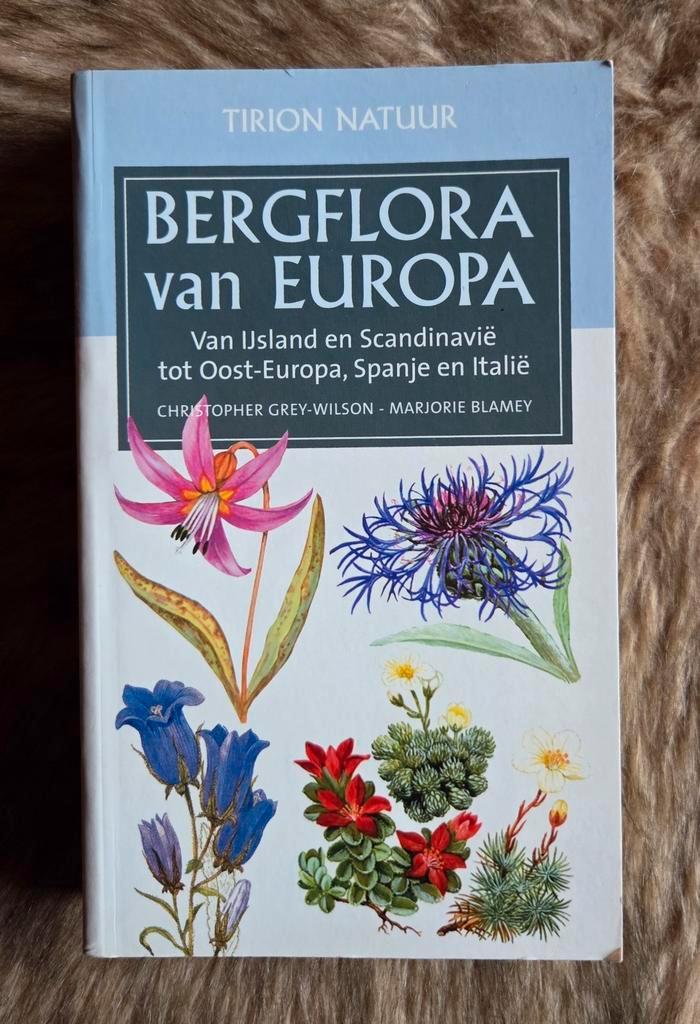 TIRION NATUUR
BERGFLORA
van EUROPA
Van IJsland en Scandinavië
tot Oost-Europa, Spanje en Italië
CHRISTOPHER GREY-WILSON - MARJORIE BLAMEY